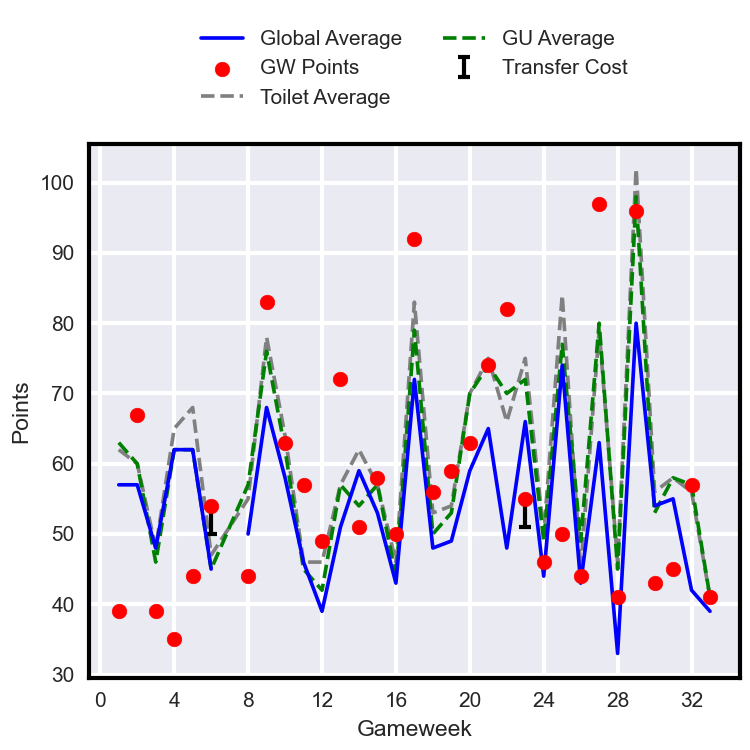 Global Average
GW Points
Toilet Average
GU Average
Transfer Cost
Points
100
90
80
70
60
50
40
30
0 4 8 12 16 20 24 28 32
Gameweek